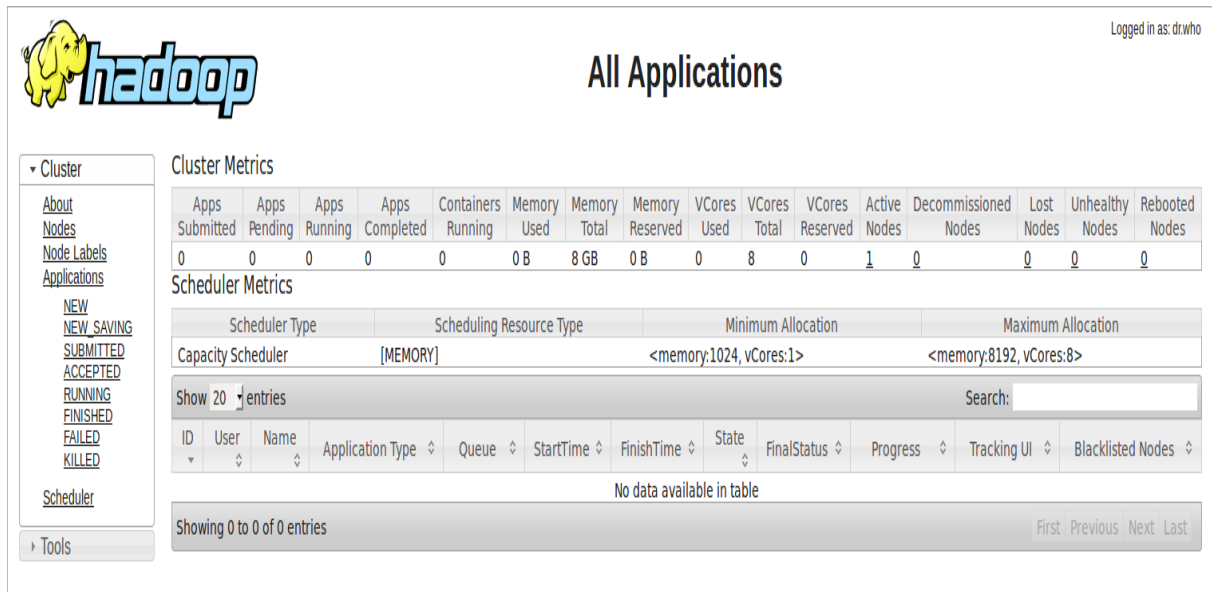 Logged in as: dr.who
hadoop
All Applications
Cluster
About
Nodes
Node Labels
Applications
NEW
NEW_SAVING
SUBMITTED
ACCEPTED
RUNNING
FINISHED
FAILED
KILLED
Scheduler
Tools
Cluster Metrics
Apps Submitted Apps Pending Apps Running Apps Completed Containers Running Memory Used Memory Total Memory Reserved VCores Used VCores Total VCores Reserved Active Nodes Decommissioned Nodes Lost Nodes Unhealthy Nodes Rebooted Nodes
0 0 0 0 0 0 B 8 GB 0 B 0 8 0 1 0 0 0 0
Scheduler Metrics
Scheduler Type Scheduling Resource Type Minimum Allocation Maximum Allocation
Capacity Scheduler [MEMORY] <memory:1024, vCores:1> <memory:8192, vCores:8>
Show 20 entries Search:
ID User Name Application Type Queue StartTime FinishTime State FinalStatus Progress Tracking UI Blacklisted Nodes
No data available in table
Showing 0 to 0 of 0 entries First Previous Next Last